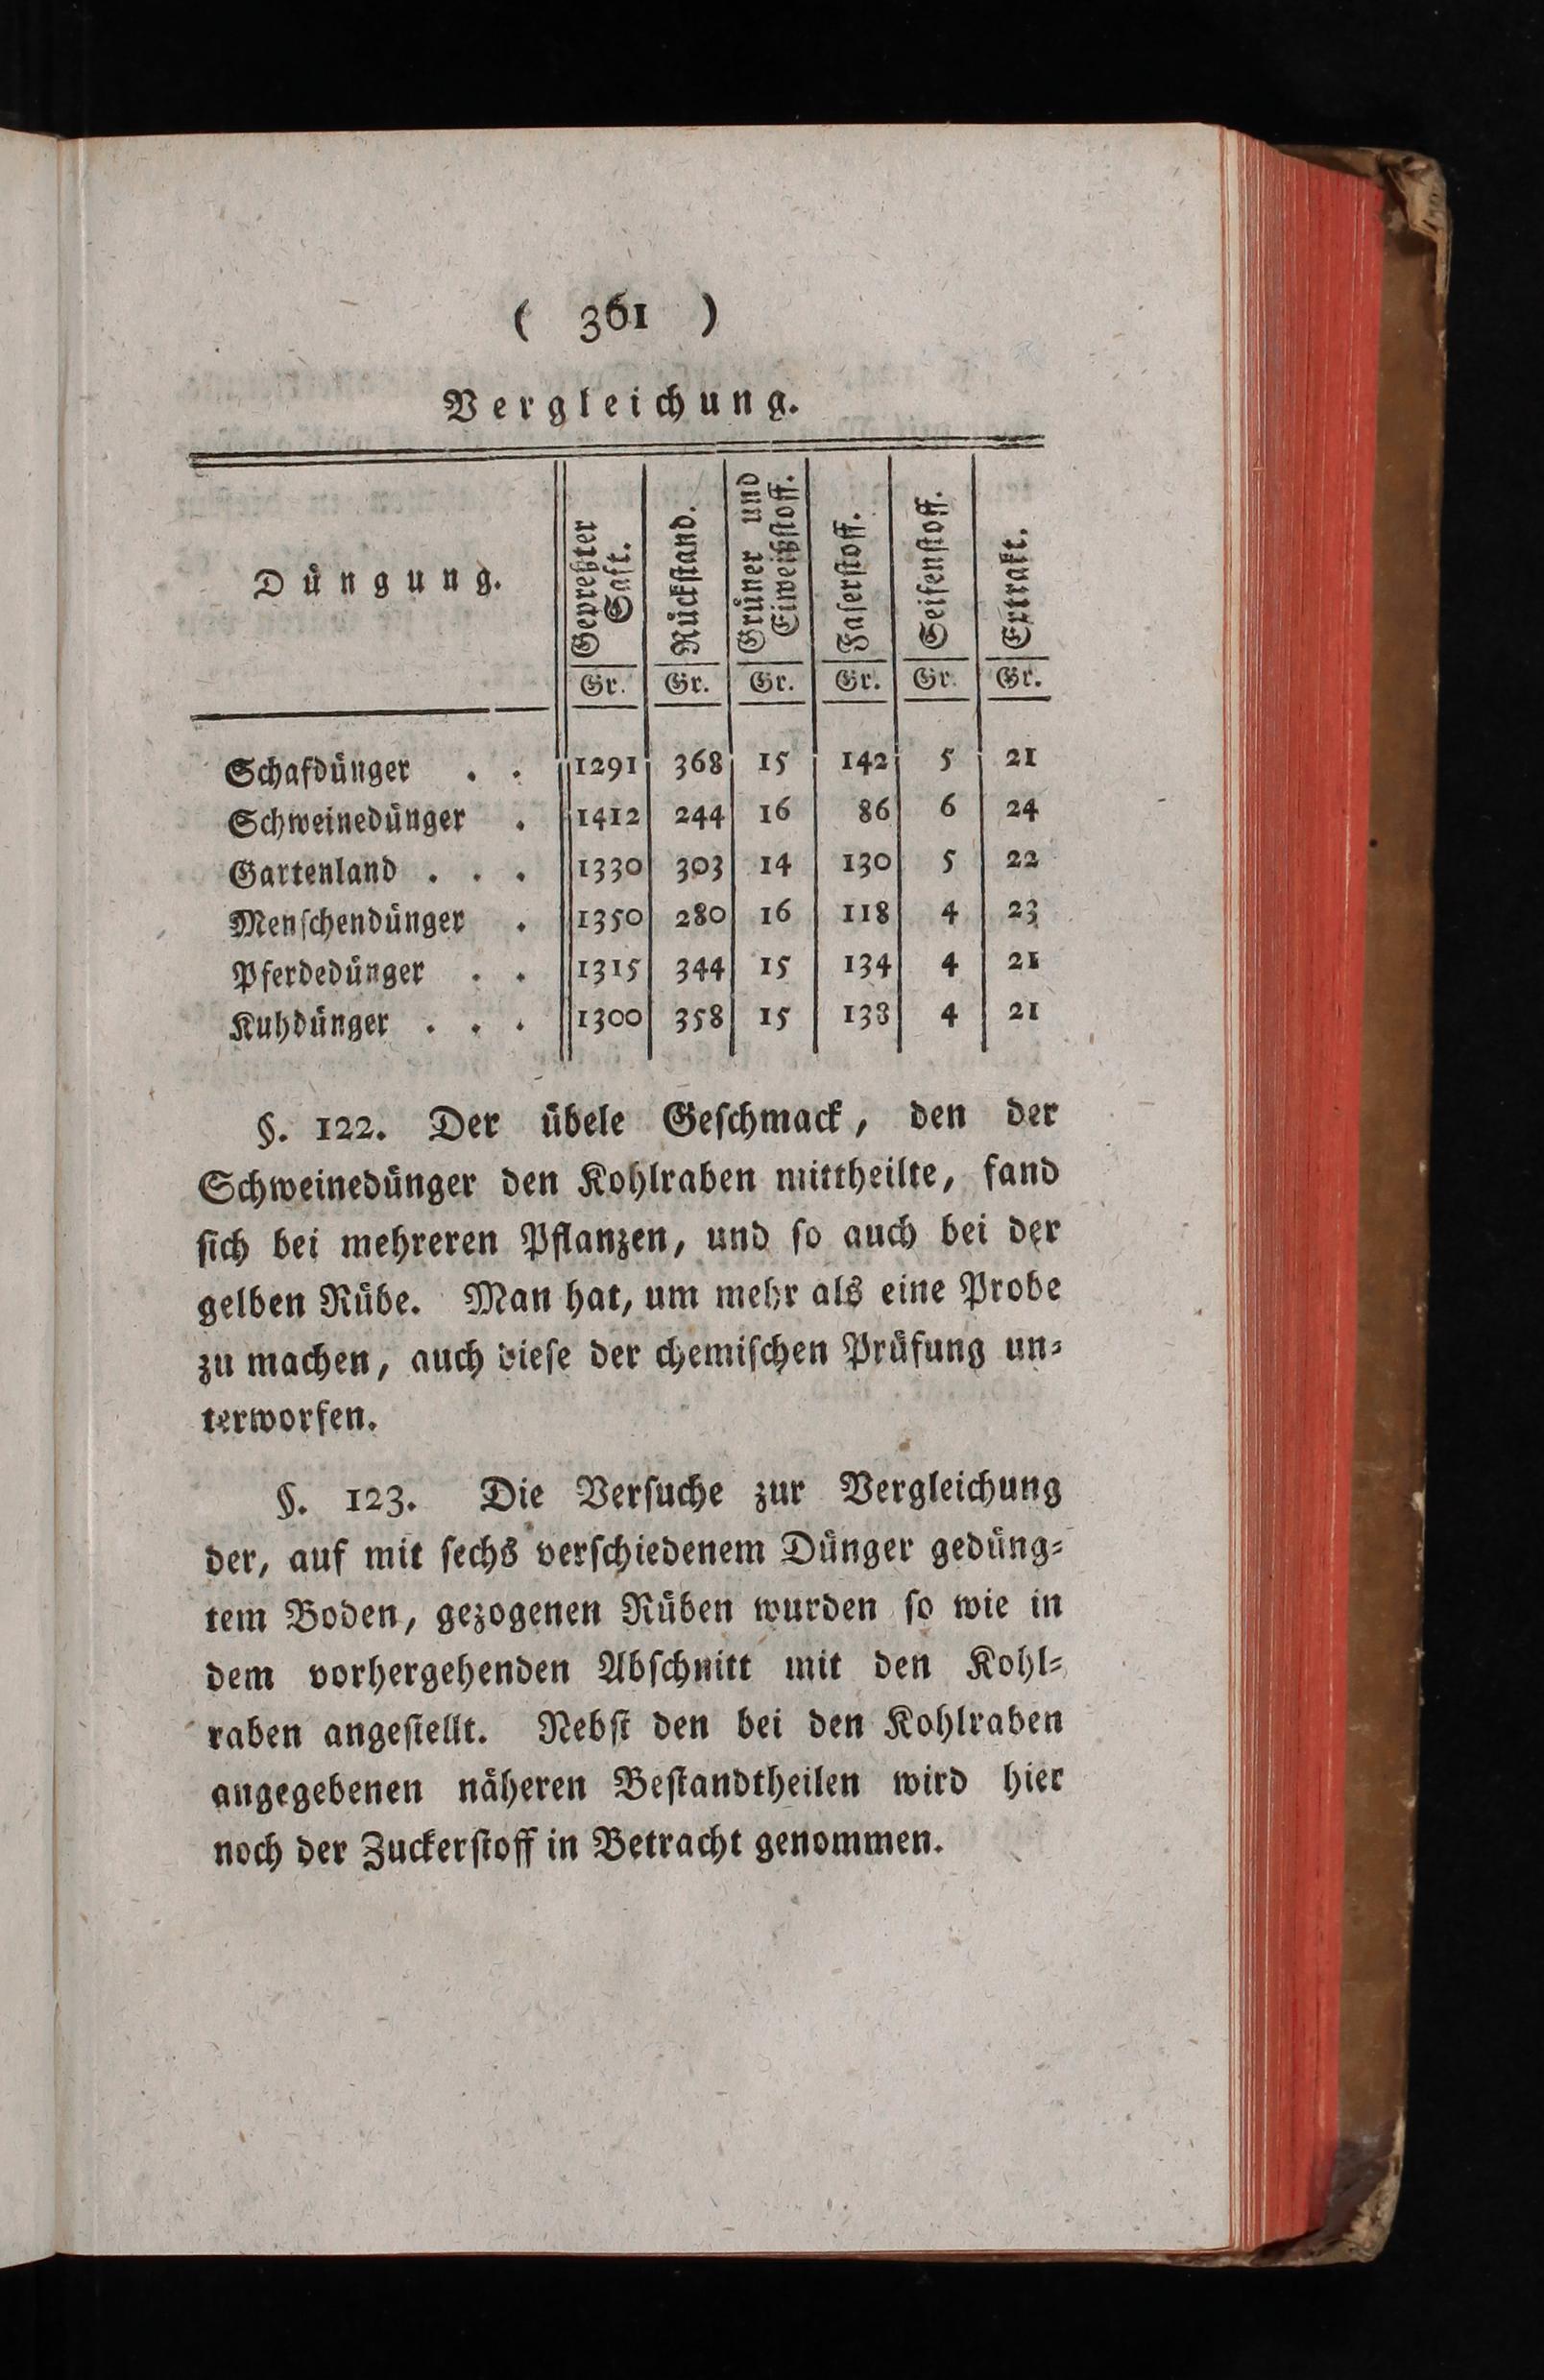 ( 361 )
Vergleichung.
Düngung. Gepreßter Saft. Rückstand. Grüner und Eiweißstoff. Faserstoff. Seifenstoff. Extrakt.
Gr. Gr. Gr. Gr. Gr. Gr.
Schafdünger . . 1291 368 15 142 5 21
Schweinedünger . 1412 244 16 86 6 24
Gartenland . . . 1330 303 14 130 5 22
Menſchendünger . 1350 280 16 118 4 23
Pferdedünger . . 1315 344 15 134 4 21
Kuhdünger . . . 1300 358 15 138 4 21
§. 122. Der übele Geſchmack, den der
Schweinedünger den Kohlraben mittheilte, fand
ſich bei mehreren Pflanzen, und ſo auch bei der
gelben Rübe. Man hat, um mehr als eine Probe
zu machen, auch dieſe der chemiſchen Prüfung un⸗
terworfen.
§. 123. Die Verſuche zur Vergleichung
der, auf mit ſechs verſchiedenem Dünger gedüng⸗
tem Boden, gezogenen Rüben wurden ſo wie in
dem vorhergehenden Abſchnitt mit den Kohl⸗
raben angeſtellt. Nebſt den bei den Kohlraben
angegebenen näheren Beſtandtheilen wird hier
noch der Zuckerſtoff in Betracht genommen.